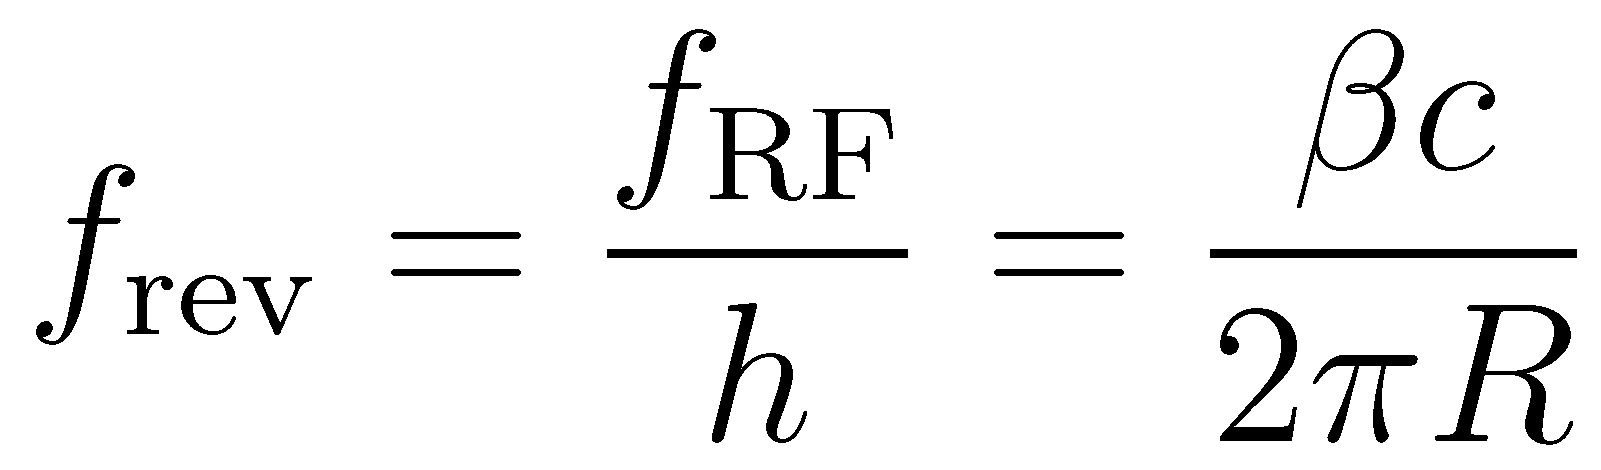 f_rev = f_RF / h = βc / 2πR